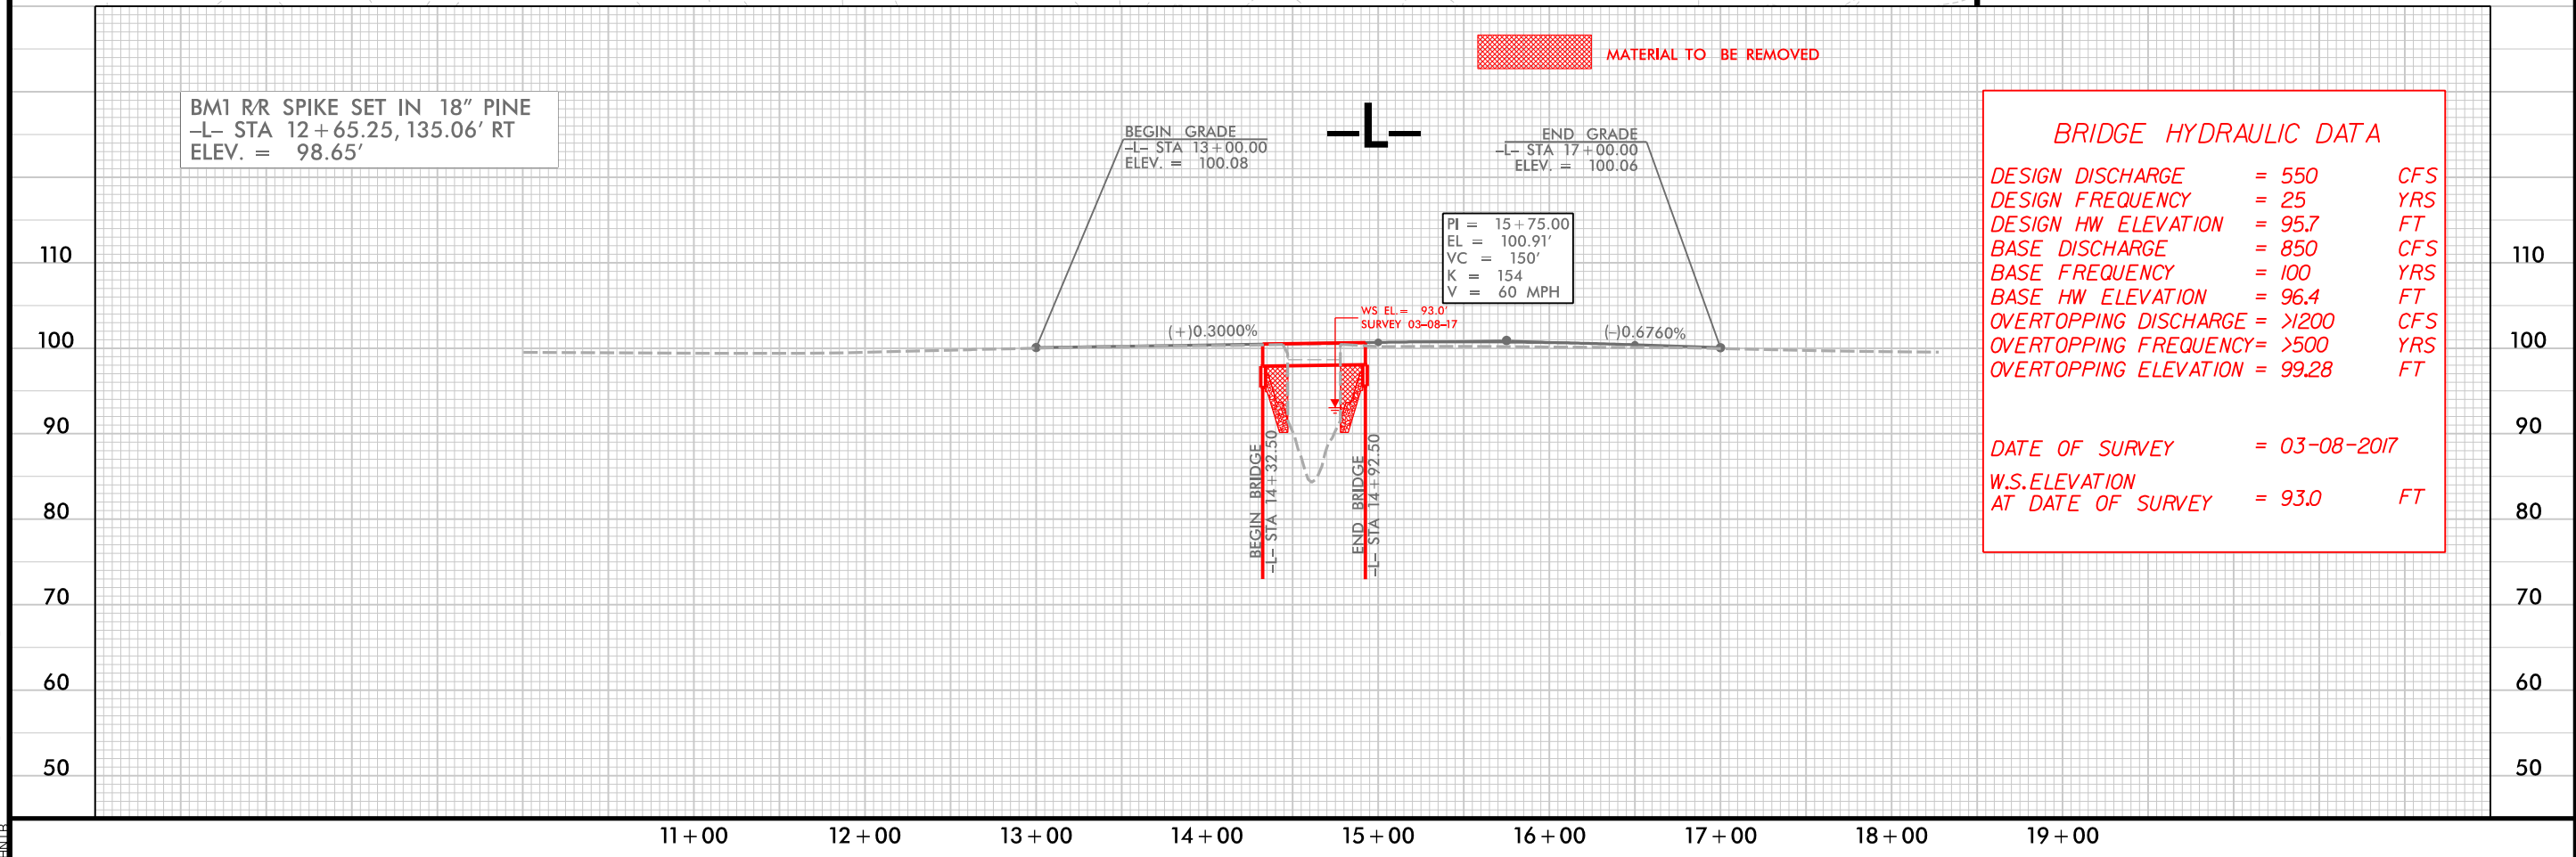 MATERIAL TO BE REMOVED
BM1 R/R SPIKE SET IN 18" PINE
-L- STA 12+65.25, 135.06' RT
ELEV. = 98.65'
-L-
BEGIN GRADE
-L- STA 13+00.00
ELEV. = 100.08
END GRADE
-L- STA 17+00.00
ELEV. = 100.06
PI = 15+75.00
EL = 100.91'
VC = 150'
K = 154
V = 60 MPH
WS EL.= 93.0'
SURVEY 03-08-17
(+)0.3000%
(-)0.6760%
BEGIN BRIDGE
-L- STA 14+32.50
END BRIDGE
-L- STA 14+92.50
BRIDGE HYDRAULIC DATA
DESIGN DISCHARGE = 550 CFS
DESIGN FREQUENCY = 25 YRS
DESIGN HW ELEVATION = 95.7 FT
BASE DISCHARGE = 850 CFS
BASE FREQUENCY = 100 YRS
BASE HW ELEVATION = 96.4 FT
OVERTOPPING DISCHARGE = >1200 CFS
OVERTOPPING FREQUENCY= >500 YRS
OVERTOPPING ELEVATION = 99.28 FT
DATE OF SURVEY = 03-08-2017
W.S.ELEVATION
AT DATE OF SURVEY = 93.0 FT
110
100
90
80
70
60
50
110
100
90
80
70
60
50
11+00 12+00 13+00 14+00 15+00 16+00 17+00 18+00 19+00